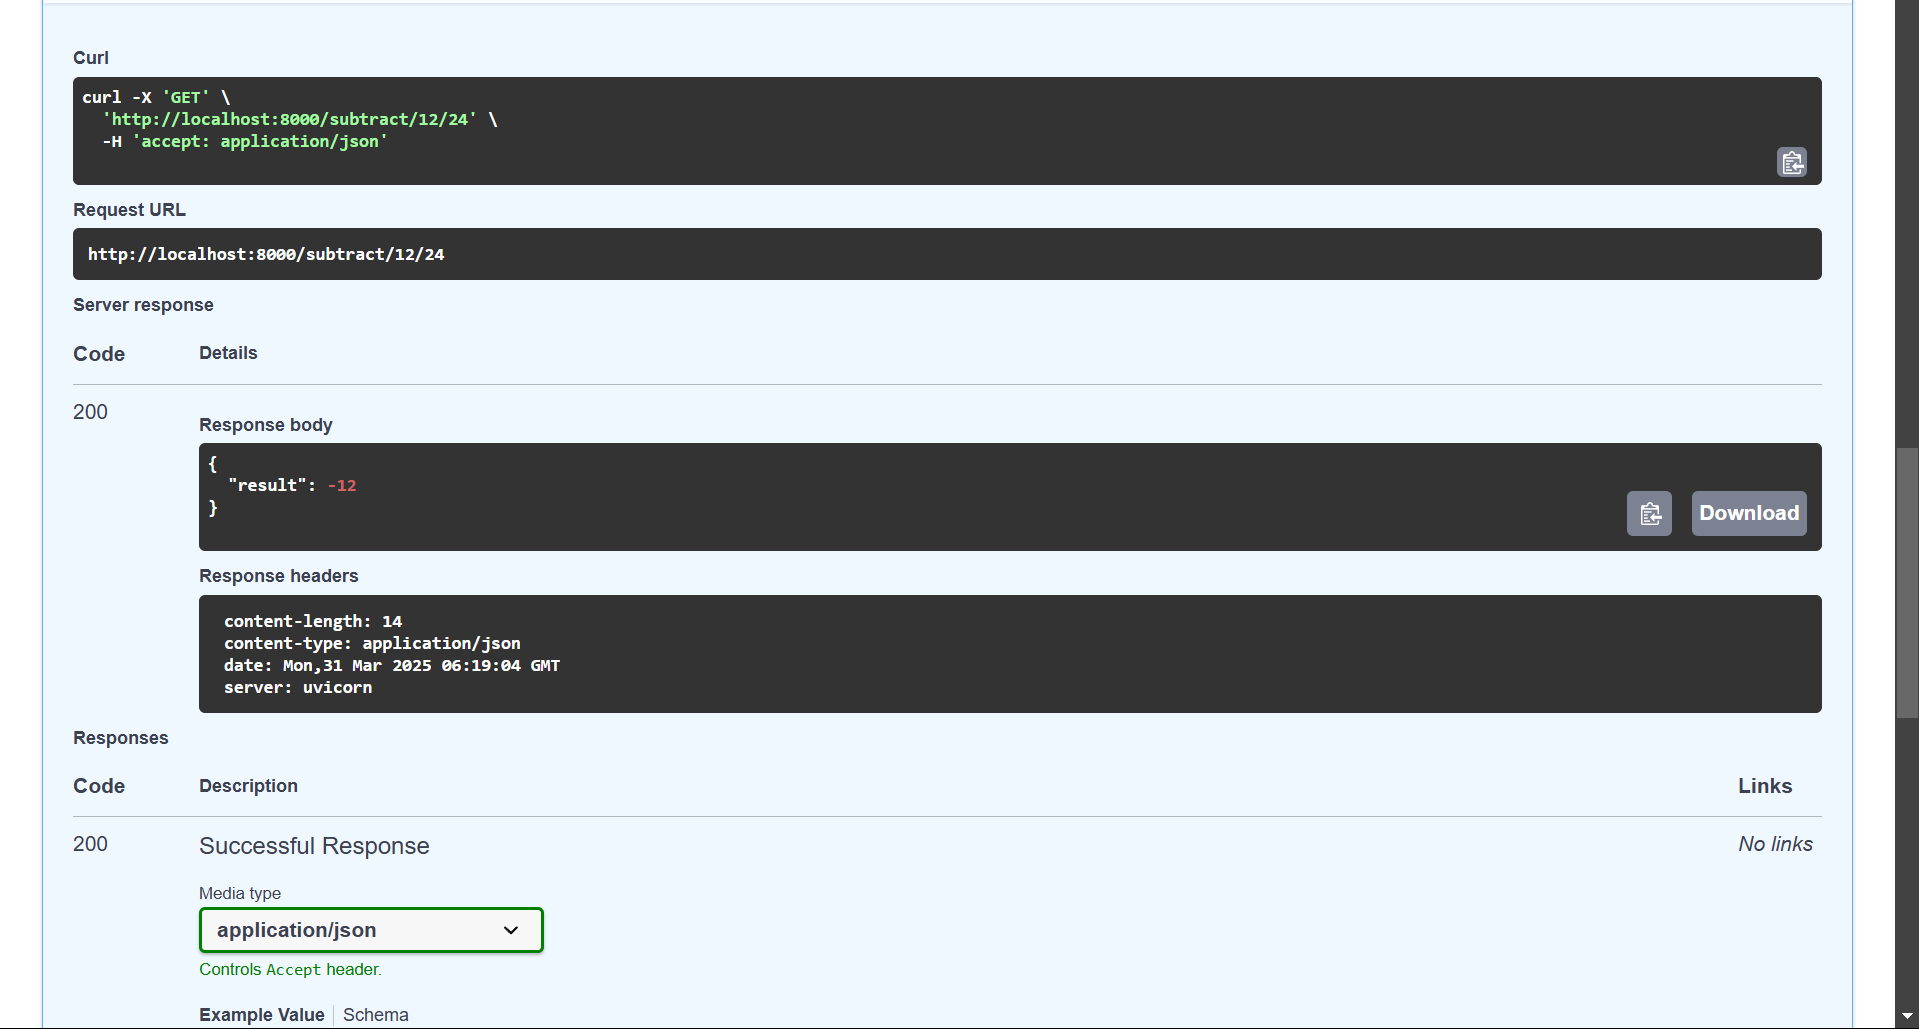 Curl
curl -X 'GET' \
  'http://localhost:8000/subtract/12/24' \
  -H 'accept: application/json'
Request URL
http://localhost:8000/subtract/12/24
Server response
Code Details
200
Response body
{
  "result": -12
}
Download
Response headers
content-length: 14
content-type: application/json
date: Mon,31 Mar 2025 06:19:04 GMT
server: uvicorn
Responses
Code Description Links
200 Successful Response No links
Media type
application/json
Controls Accept header.
Example Value Schema